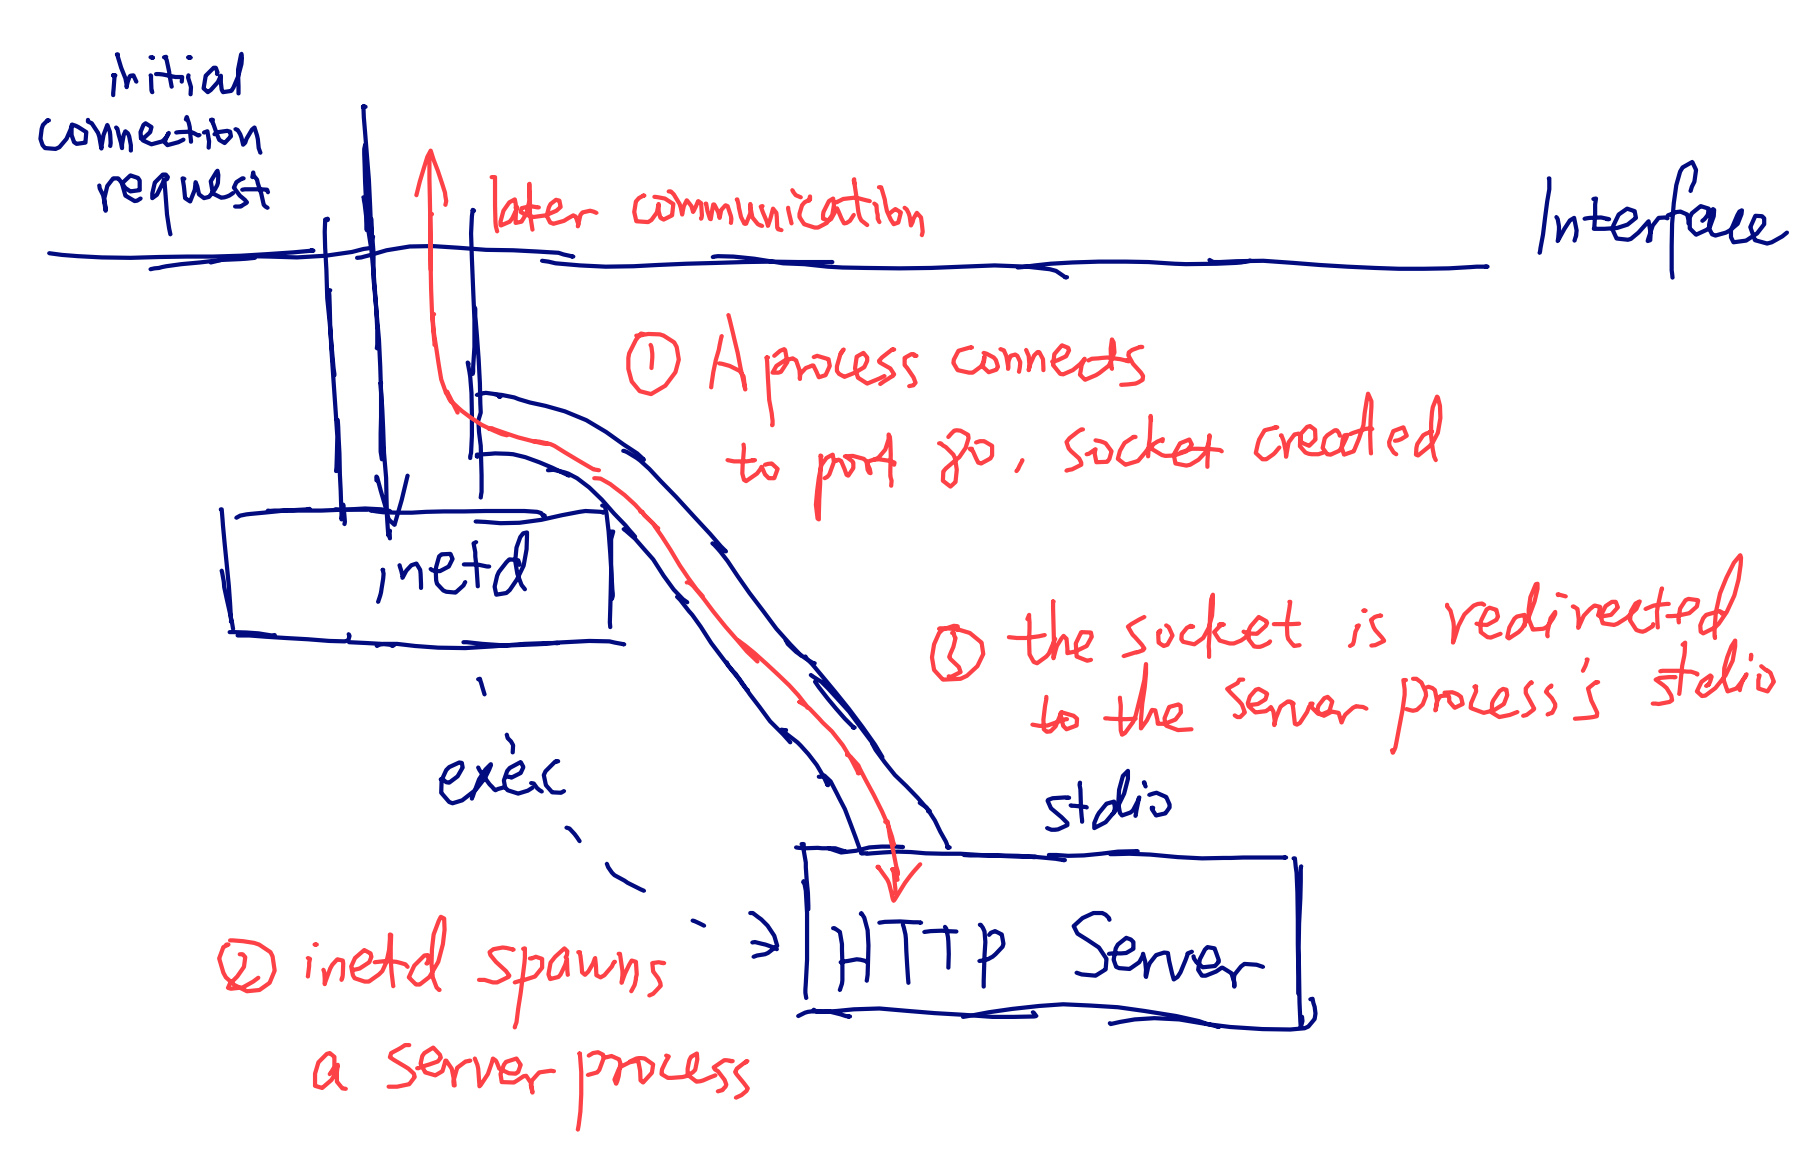 initial
connection
request
later communication
Interface
① A process connects
to port 80, socket created
inetd
③ the socket is redirected
to the server process's stdio
exec
stdio
HTTP Server
② inetd spawns
a server process